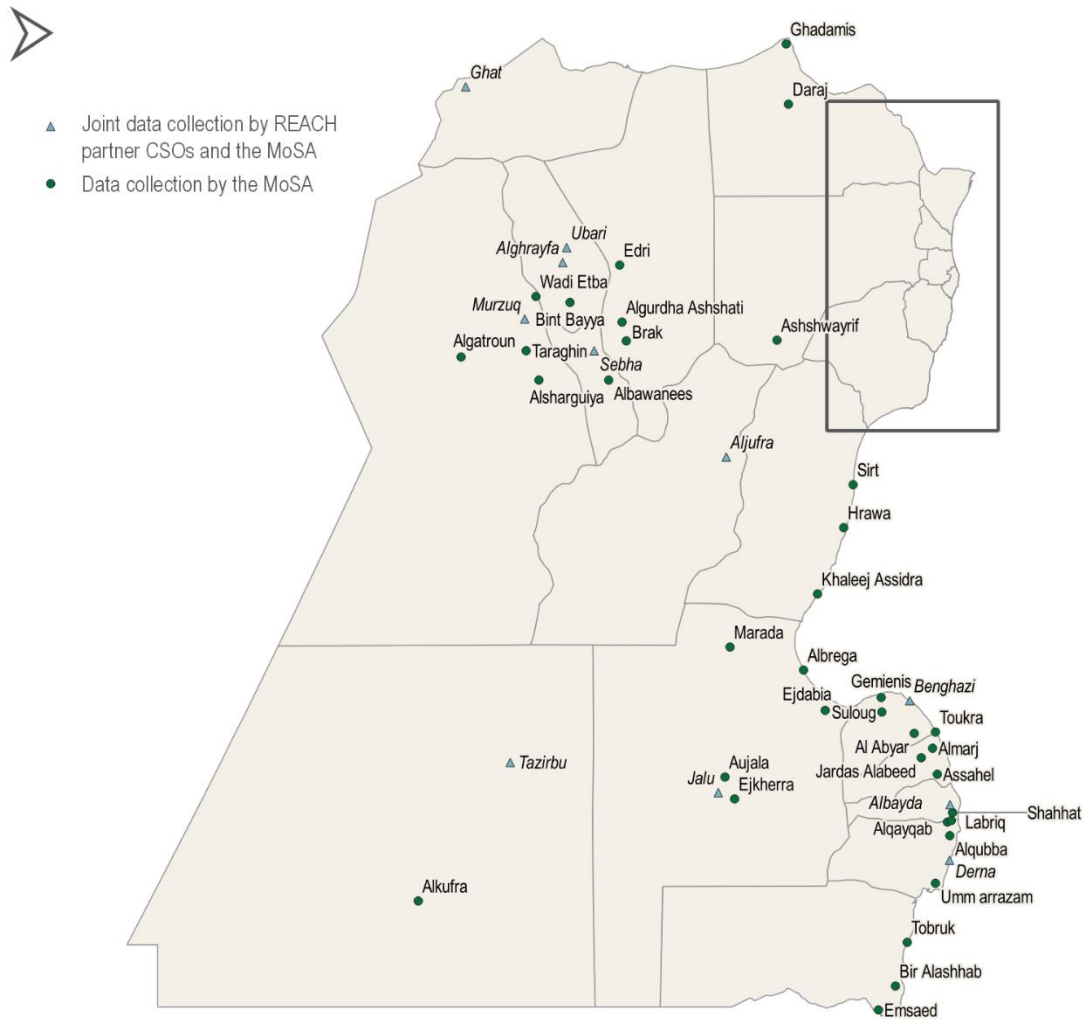 Ghadamis
Ghat
Daraj
Joint data collection by REACH
partner CSOs and the MoSA
Data collection by the MoSA
Ubari
Alghrayfa
Edri
Wadi Etba
Murzuq
Bint Bayya
Algurdha Ashshati
Brak
Ashshwayrif
Algatroun
Taraghin
Sebha
Alsharguiya
Albawanees
Aljufra
Sirt
Hrawa
Khaleej Assidra
Marada
Albrega
Gemienis
Benghazi
Ejdabia
Suloug
Toukra
Al Abyar
Almarj
Jardas Alabeed
Assahel
Tazirbu
Aujala
Jalu
Ejkherra
Albayda
Shahhat
Labriq
Alqayqab
Alqubba
Derna
Umm arrazam
Alkufra
Tobruk
Bir Alashhab
Emsaed